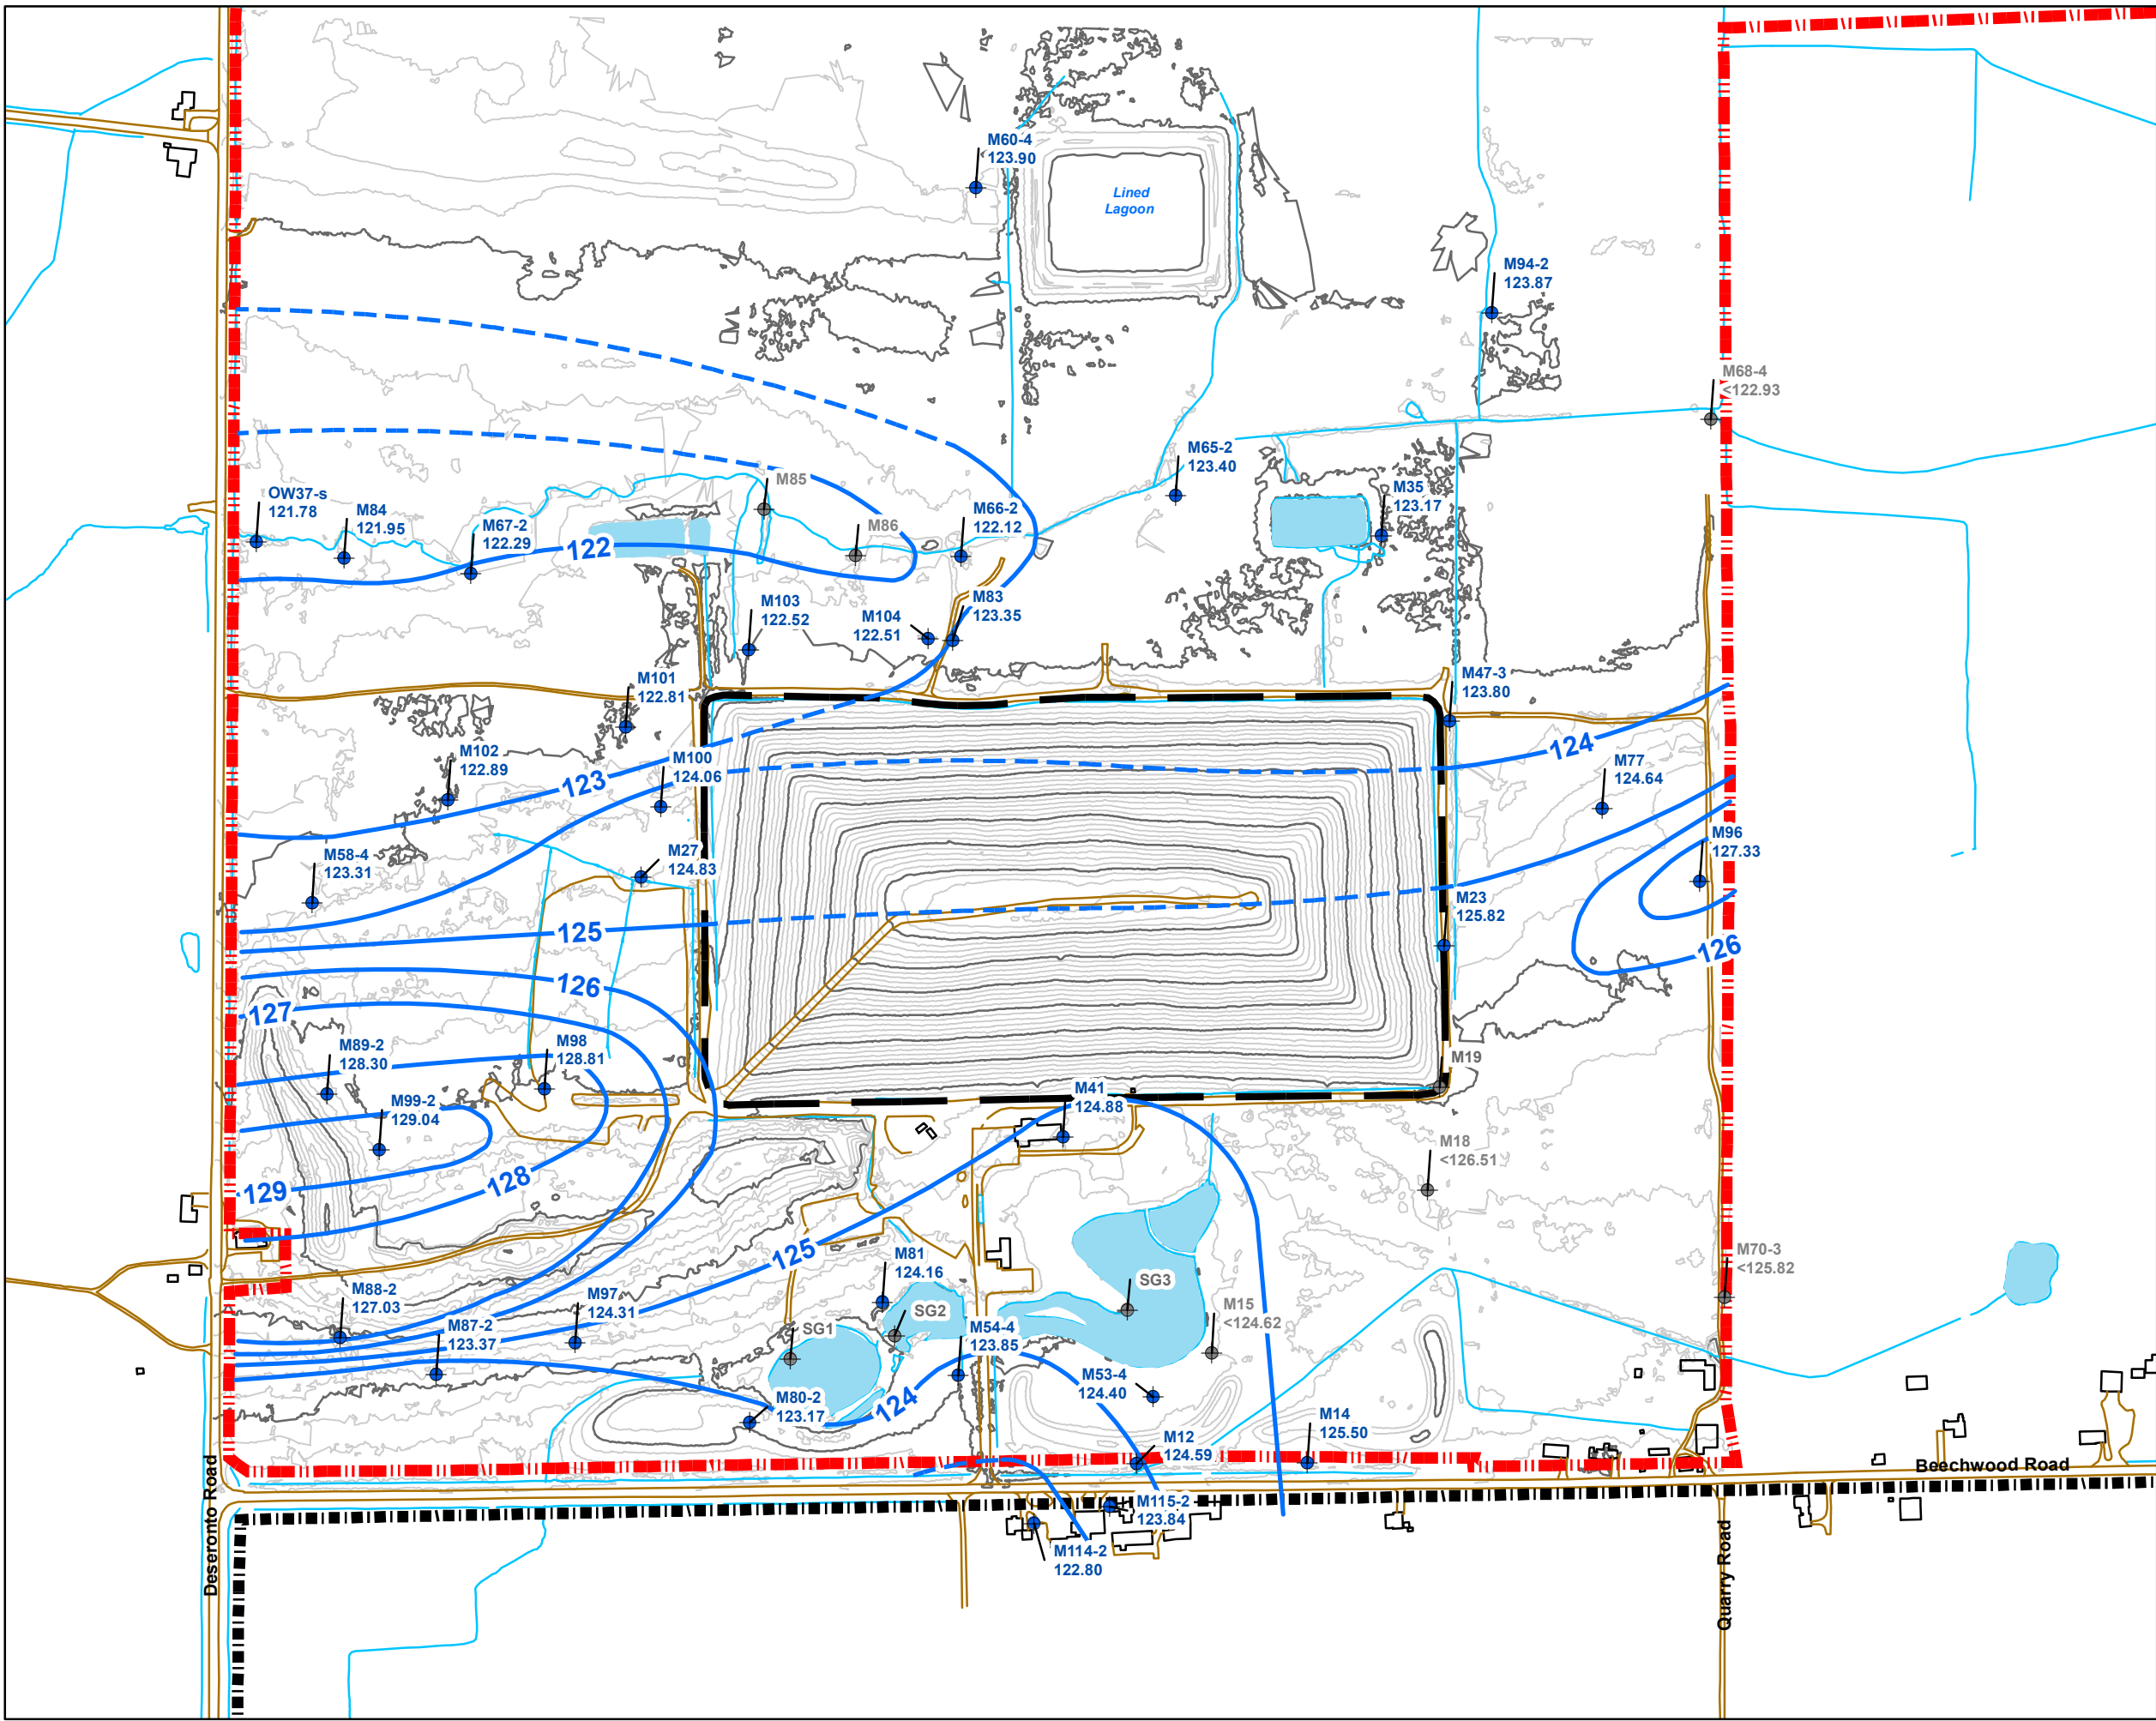 M60-4
123.90
Lined
Lagoon
M94-2
123.87
M68-4
<122.93
M65-2
123.40
M85
M35
123.17
OW37-s
121.78
M84
121.95
M67-2
122.29
122
M86
M66-2
122.12
M103
122.52
M104
122.51
M83
123.35
M101
122.81
M47-3
123.80
M102
122.89
123
M100
124.06
124
M77
124.64
M58-4
123.31
M27
124.83
M96
127.33
M23
125.82
125
126
126
127
M89-2
128.30
M98
128.81
M19
M99-2
129.04
M41
124.88
M18
<126.51
129
128
125
M81
124.16
SG3
M70-3
<125.82
M88-2
127.03
M97
124.31
SG2
M15
<124.62
M87-2
123.37
SG1
M54-4
123.85
M53-4
124.40
M80-2
123.17
124
M14
125.50
M12
124.59
Beechwood Road
M115-2
123.84
M114-2
122.80
Deseronto Road
Quarry Road